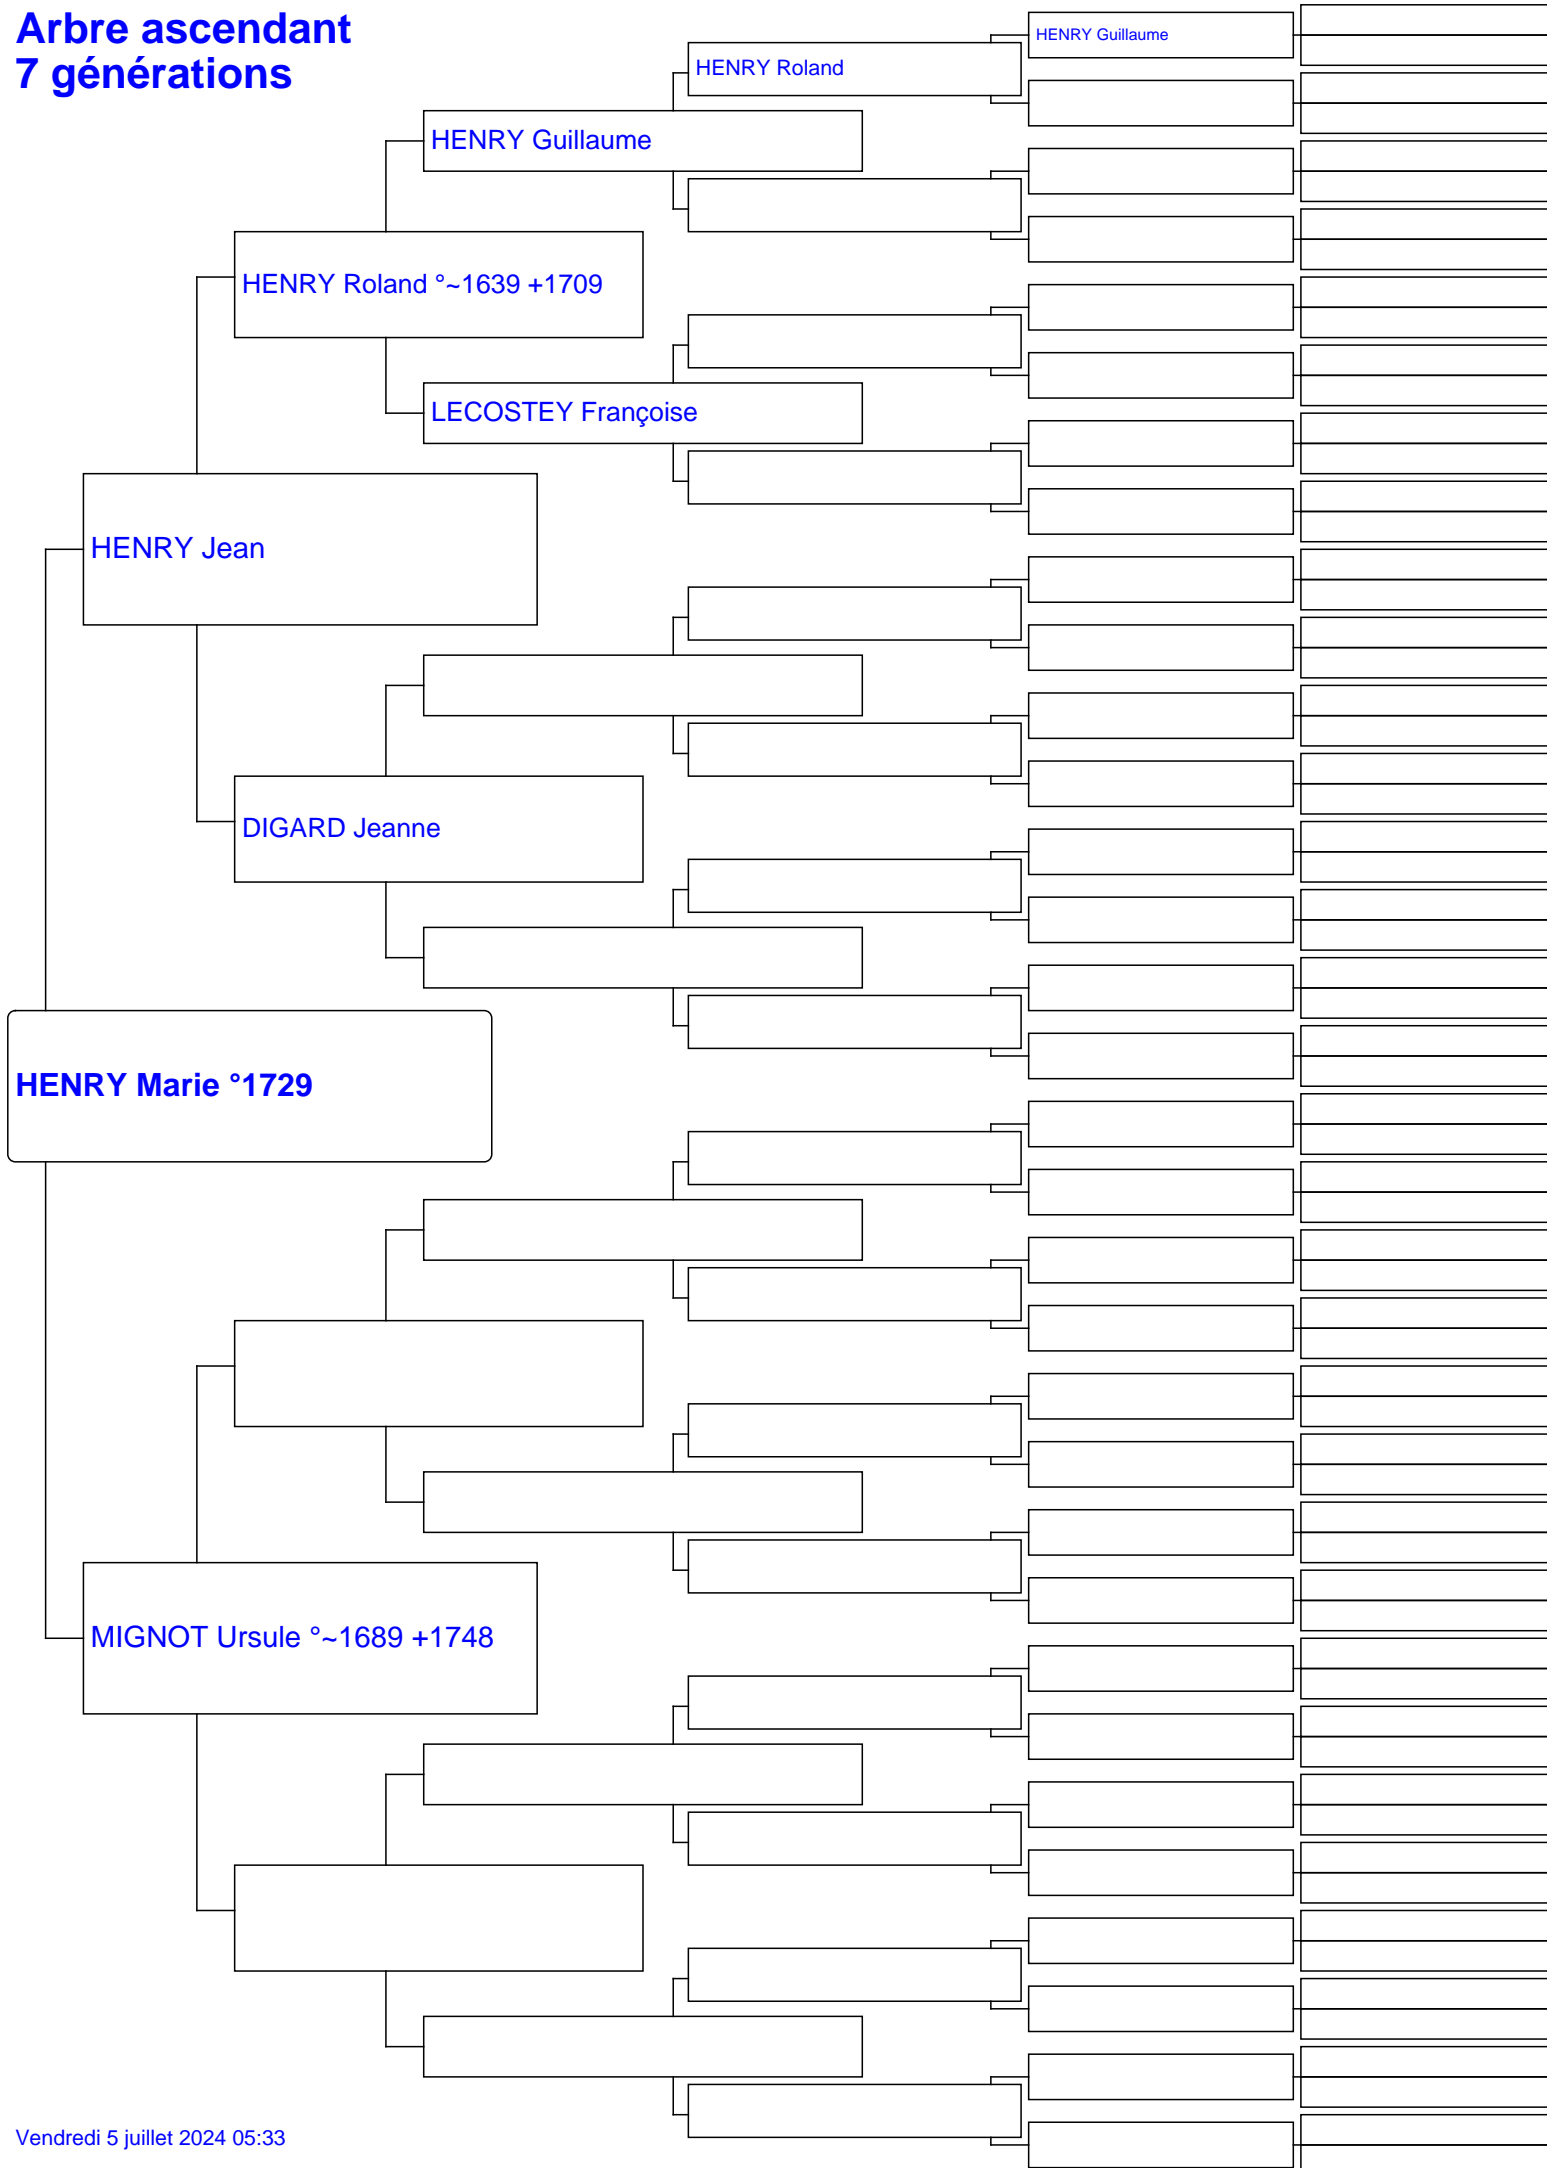 Arbre ascendant
7 générations
HENRY Guillaume
HENRY Roland
HENRY Guillaume
HENRY Roland °~1639 +1709
LECOSTEY Françoise
HENRY Jean
DIGARD Jeanne
HENRY Marie °1729
MIGNOT Ursule °~1689 +1748
Vendredi 5 juillet 2024 05:33